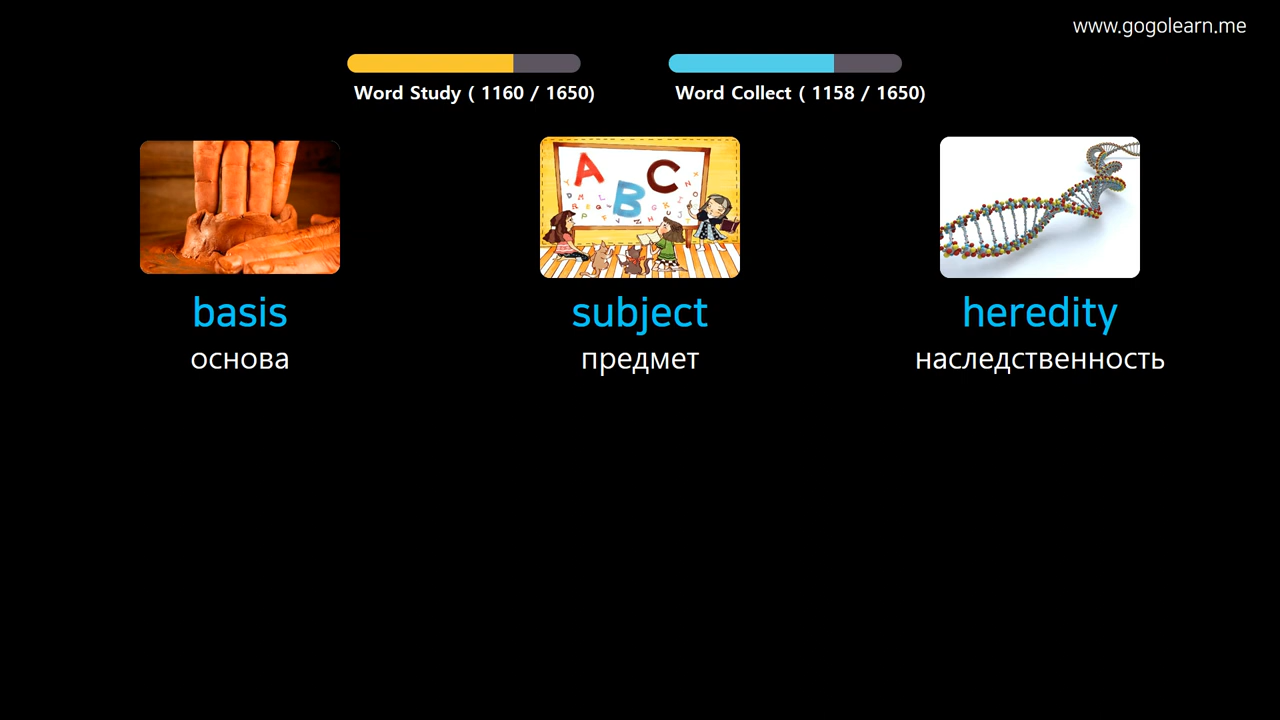 www.gogolearn.me
Word Study ( 1160 / 1650)
Word Collect ( 1158 / 1650)
A B C
basis
основа
subject
предмет
heredity
наследственность